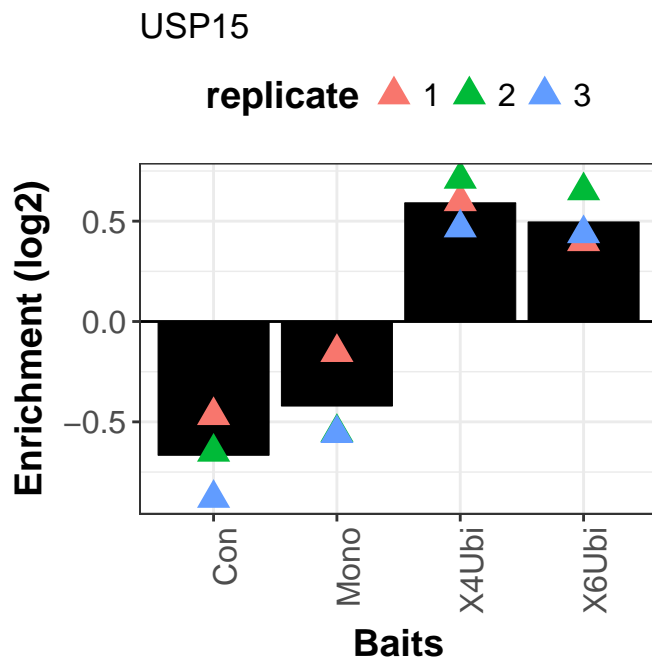 USP15
replicate 1 2 3
Enrichment (log2)
0.5
0.0
−0.5
Con
Mono
X4Ubi
X6Ubi
Baits